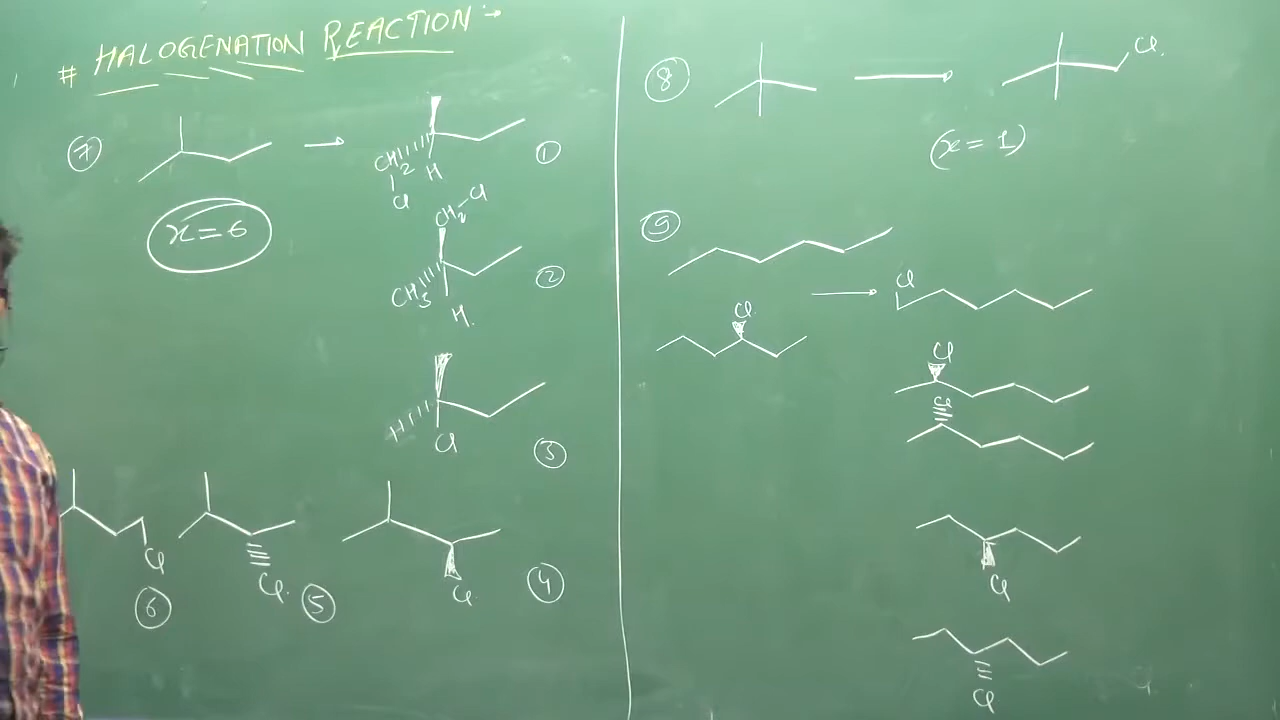 # HALOGENATION REACTION :-
7
CH2
Cl
H
1
x = 6
CH2-Cl
CH3
H.
2
H
Cl
3
Cl
6
Cl.
5
Cl.
4
8
Cl.
(x = 1)
9
Cl
Cl
Cl.
Cl
Cl
Cl